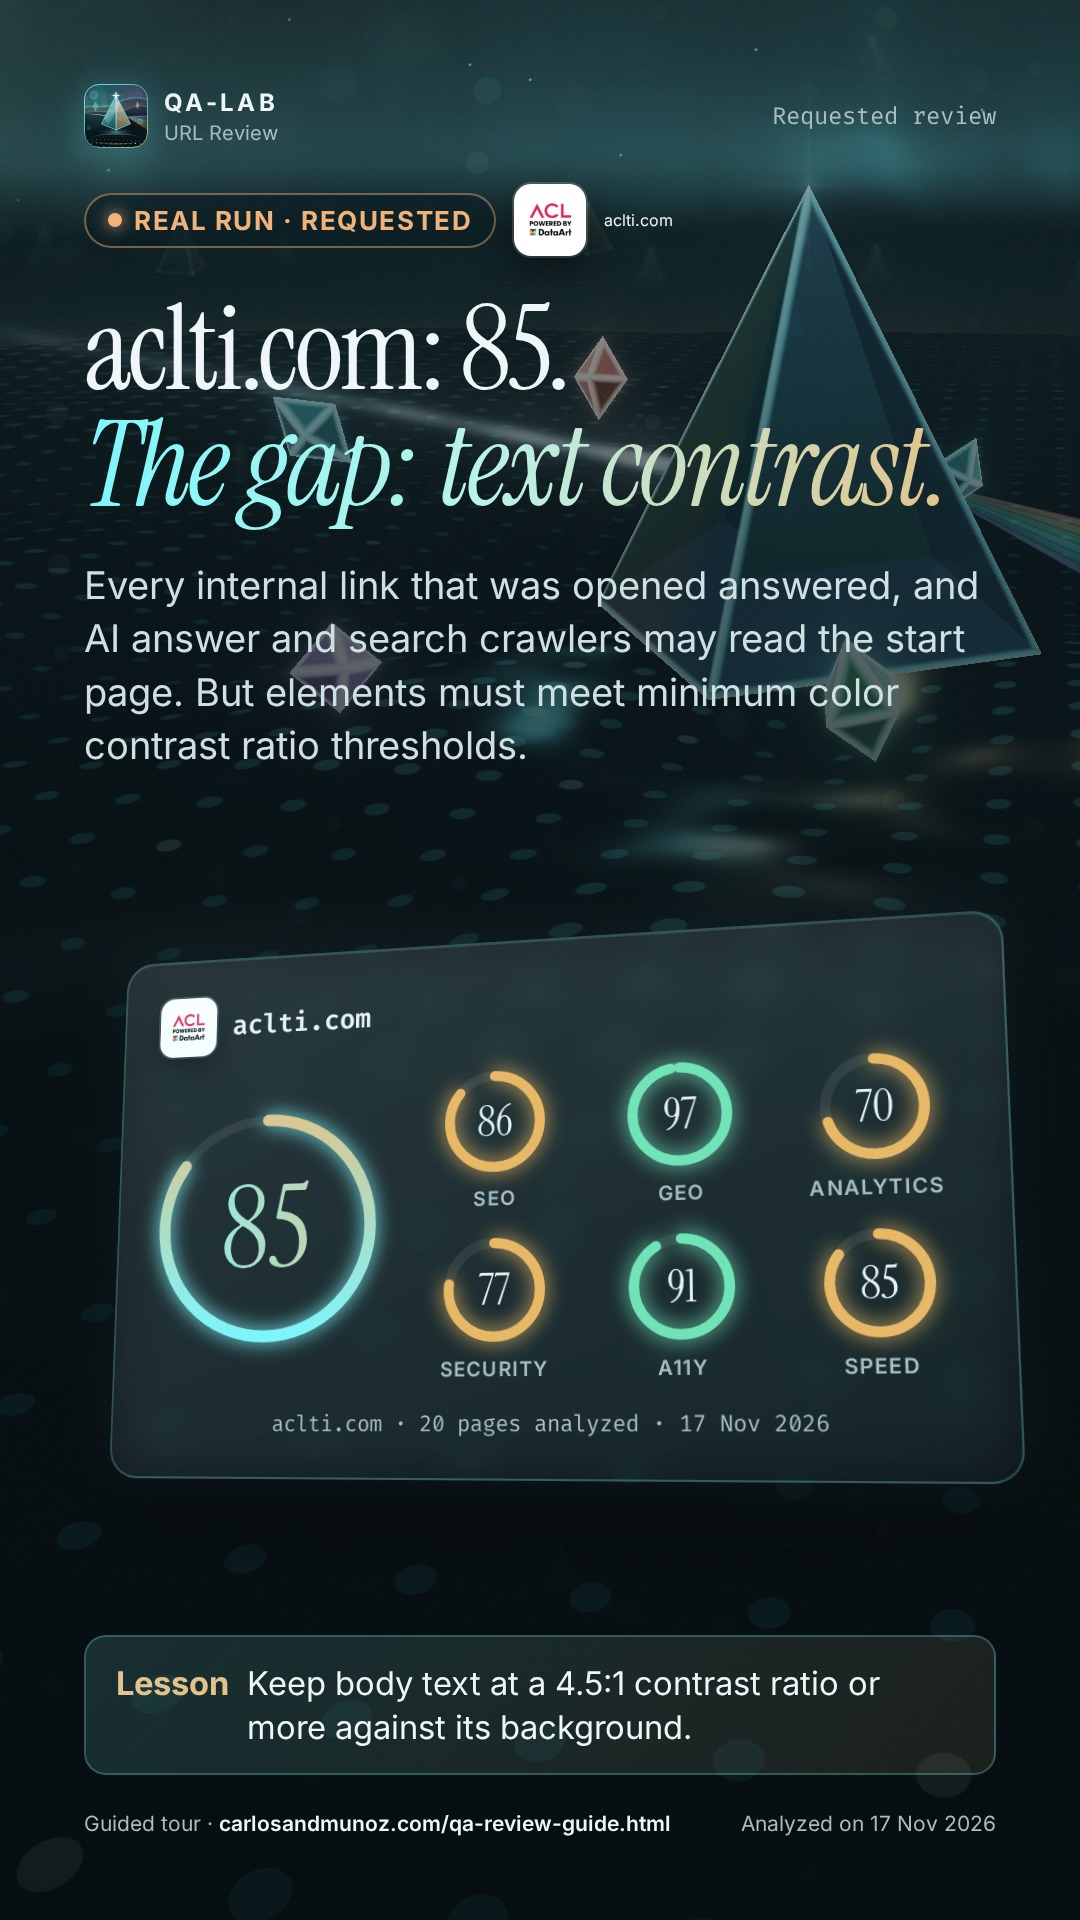 QA-LAB
URL Review
Requested review
REAL RUN · REQUESTED
ACL
POWERED BY
DataArt
aclti.com
aclti.com: 85.
The gap: text contrast.
Every internal link that was opened answered, and
AI answer and search crawlers may read the start
page. But elements must meet minimum color
contrast ratio thresholds.
ACL
POWERED BY
DataArt
aclti.com
85
86
SEO
97
GEO
70
ANALYTICS
77
SECURITY
91
A11Y
85
SPEED
aclti.com · 20 pages analyzed · 17 Nov 2026
Lesson Keep body text at a 4.5:1 contrast ratio or
more against its background.
Guided tour · carlosandmunoz.com/qa-review-guide.html
Analyzed on 17 Nov 2026